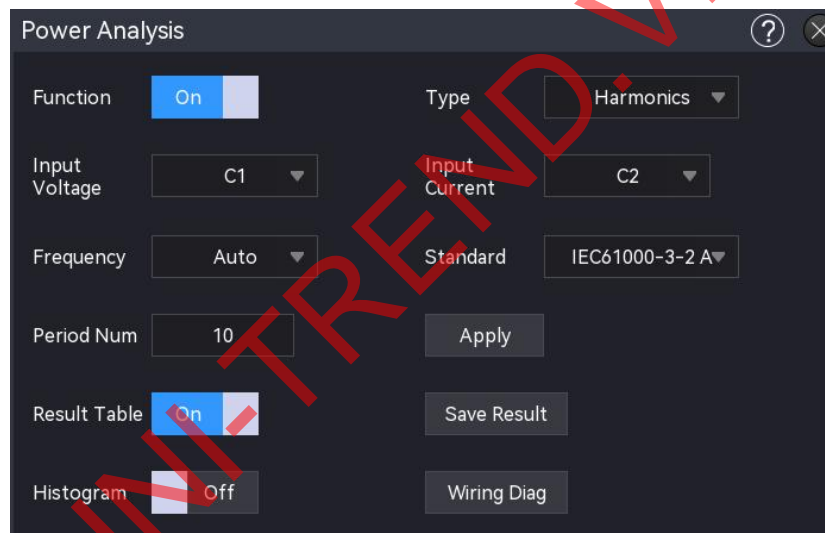 Power Analysis
?
Function On
Type Harmonics
Input
Voltage C1
Input
Current C2
Frequency Auto
Standard IEC61000-3-2 A
Period Num 10
Apply
Result Table On
Save Result
Histogram Off
Wiring Diag
UNI-TREND.V